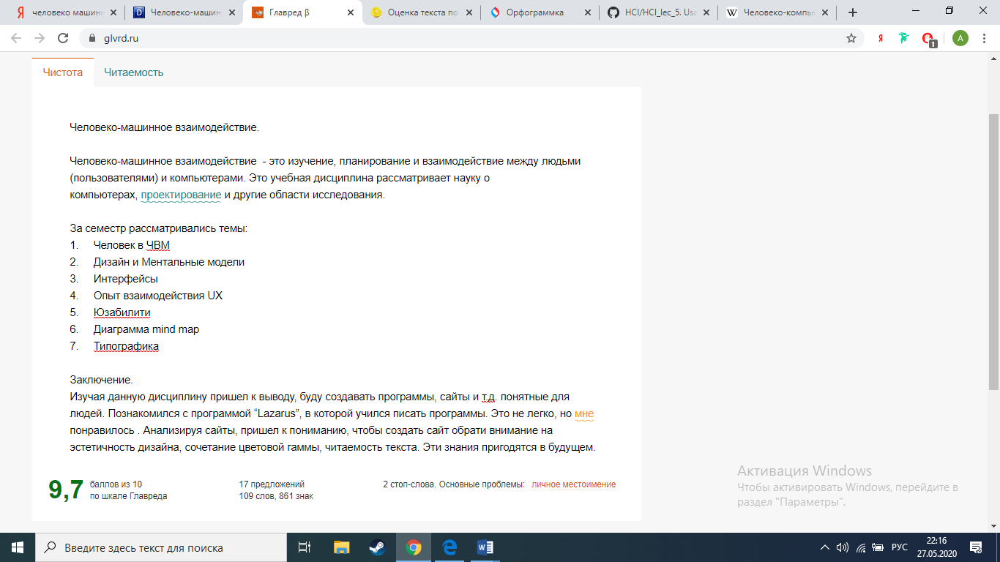 человеко машинн
Человеко-машинн
Главред β
Оценка текста по
Орфограммка
HCI/HCI_lec_5. Usa
Человеко-компьн
glvrd.ru
1
А
Чистота
Читаемость
Человеко-машинное взаимодействие.
Человеко-машинное взаимодействие - это изучение, планирование и взаимодействие между людьми
(пользователями) и компьютерами. Это учебная дисциплина рассматривает науку о
компьютерах, проектирование и другие области исследования.
За семестр рассматривались темы:
1. Человек в ЧВМ
2. Дизайн и Ментальные модели
3. Интерфейсы
4. Опыт взаимодействия UX
5. Юзабилити
6. Диаграмма mind map
7. Типографика
Заключение.
Изучая данную дисциплину пришел к выводу, буду создавать программы, сайты и т.д. понятные для
людей. Познакомился с программой “Lazarus”, в которой учился писать программы. Это не легко, но мне
понравилось . Анализируя сайты, пришел к пониманию, чтобы создать сайт обрати внимание на
эстетичность дизайна, сочетание цветовой гаммы, читаемость текста. Эти знания пригодятся в будущем.
9,7 баллов из 10
по шкале Главреда
17 предложений
109 слов, 861 знак
2 стоп-слова. Основные проблемы: личное местоимение
Активация Windows
Чтобы активировать Windows, перейдите в
раздел "Параметры".
Введите здесь текст для поиска
РУС
22:16
27.05.2020